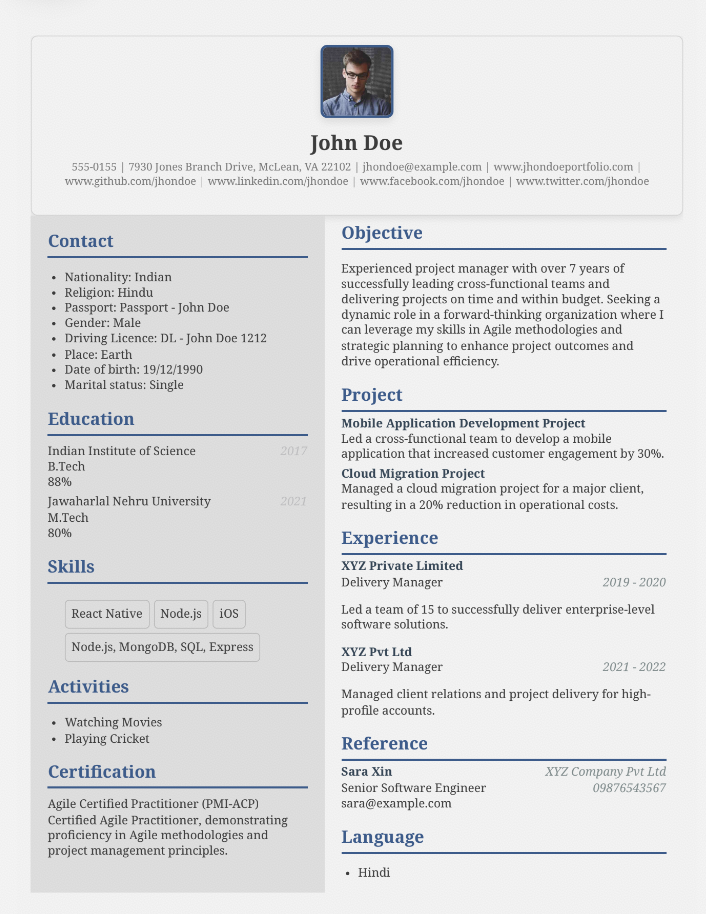 John Doe
555-0155 | 7930 Jones Branch Drive, McLean, VA 22102 | jhondoe@example.com | www.jhondoeportfolio.com |
www.github.com/jhondoe | www.linkedin.com/jhondoe | www.facebook.com/jhondoe | www.twitter.com/jhondoe
Contact
• Nationality: Indian
• Religion: Hindu
• Passport: Passport - John Doe
• Gender: Male
• Driving Licence: DL - John Doe 1212
• Place: Earth
• Date of birth: 19/12/1990
• Marital status: Single
Education
Indian Institute of Science 2017
B.Tech
88%
Jawaharlal Nehru University 2021
M.Tech
80%
Skills
React Native Node.js iOS
Node.js, MongoDB, SQL, Express
Activities
• Watching Movies
• Playing Cricket
Certification
Agile Certified Practitioner (PMI-ACP)
Certified Agile Practitioner, demonstrating
proficiency in Agile methodologies and
project management principles.
Objective
Experienced project manager with over 7 years of
successfully leading cross-functional teams and
delivering projects on time and within budget. Seeking a
dynamic role in a forward-thinking organization where I
can leverage my skills in Agile methodologies and
strategic planning to enhance project outcomes and
drive operational efficiency.
Project
Mobile Application Development Project
Led a cross-functional team to develop a mobile
application that increased customer engagement by 30%.
Cloud Migration Project
Managed a cloud migration project for a major client,
resulting in a 20% reduction in operational costs.
Experience
XYZ Private Limited
Delivery Manager 2019 - 2020
Led a team of 15 to successfully deliver enterprise-level
software solutions.
XYZ Pvt Ltd
Delivery Manager 2021 - 2022
Managed client relations and project delivery for high-
profile accounts.
Reference
Sara Xin XYZ Company Pvt Ltd
Senior Software Engineer 09876543567
sara@example.com
Language
• Hindi